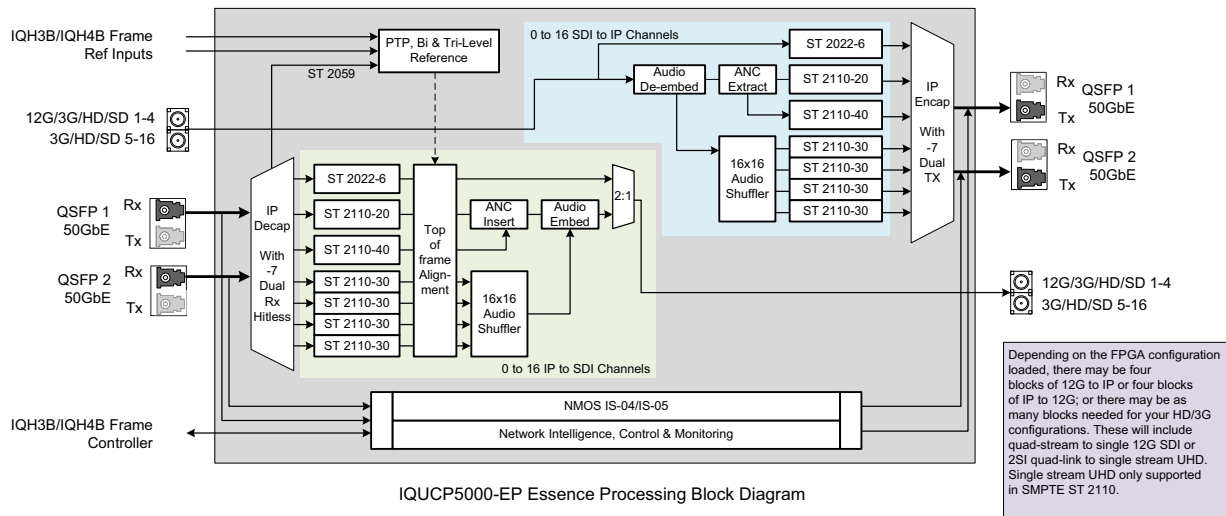 IQH3B/IQH4B Frame
Ref Inputs
PTP, Bi & Tri-Level
Reference
ST 2059
12G/3G/HD/SD 1-4
3G/HD/SD 5-16
0 to 16 SDI to IP Channels
Audio
De-embed
ANC
Extract
ST 2022-6
ST 2110-20
ST 2110-40
16x16
Audio
Shuffler
ST 2110-30
ST 2110-30
ST 2110-30
ST 2110-30
IP
Encap
With
-7
Dual
TX
Rx
QSFP 1
Tx
50GbE
Rx
QSFP 2
Tx
50GbE
QSFP 1
50GbE
Rx
Tx
QSFP 2
50GbE
Rx
Tx
IP
Decap
With
-7
Dual
Rx
Hitless
ST 2022-6
ST 2110-20
ST 2110-40
ST 2110-30
ST 2110-30
ST 2110-30
ST 2110-30
Top
of
frame
Align-
ment
ANC
Insert
Audio
Embed
2:1
16x16
Audio
Shuffler
0 to 16 IP to SDI Channels
12G/3G/HD/SD 1-4
3G/HD/SD 5-16
IQH3B/IQH4B Frame
Controller
NMOS IS-04/IS-05
Network Intelligence, Control & Monitoring
Depending on the FPGA configuration
loaded, there may be four
blocks of 12G to IP or four blocks
of IP to 12G; or there may be as
many blocks needed for your HD/3G
configurations. These will include
quad-stream to single 12G SDI or
2SI quad-link to single stream UHD.
Single stream UHD only supported
in SMPTE ST 2110.
IQUCP5000-EP Essence Processing Block Diagram